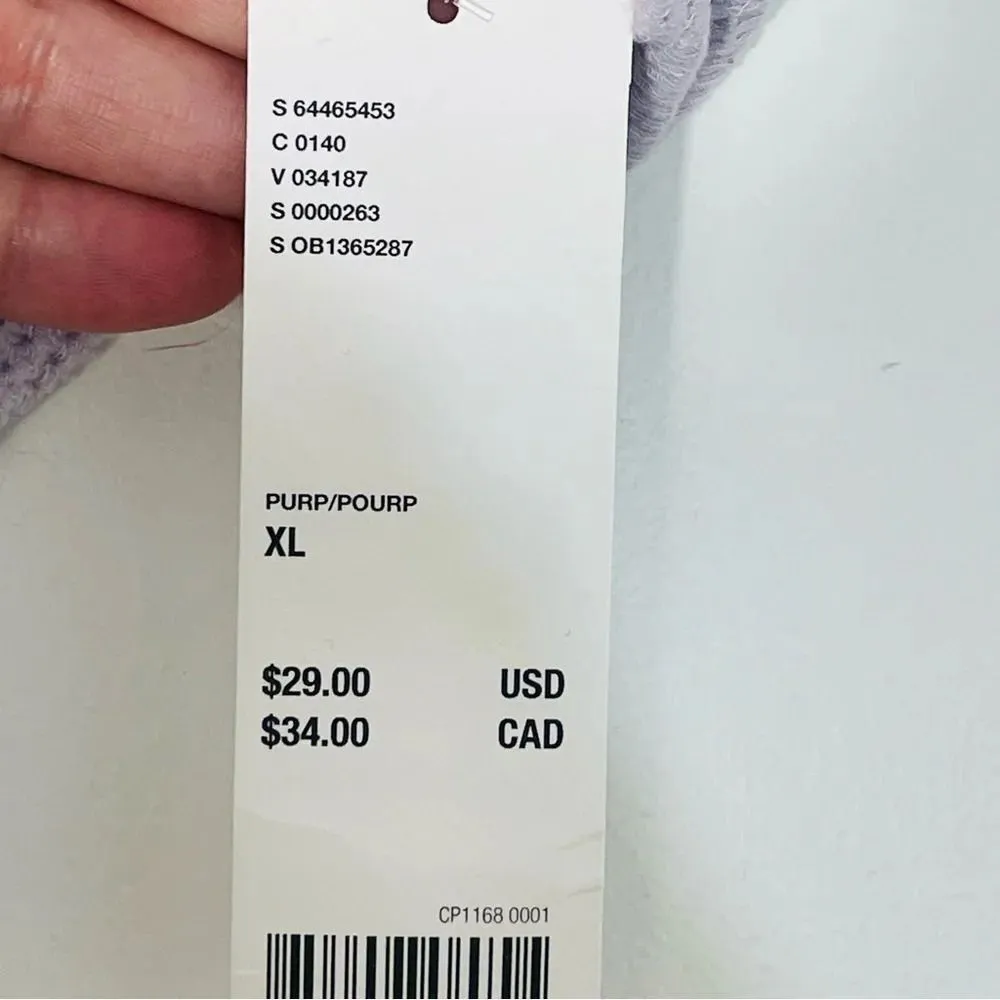 S 64465453
C 0140
V 034187
S 0000263
S OB1365287
PURP/POURP
XL
$29.00 USD
$34.00 CAD
CP1168 0001